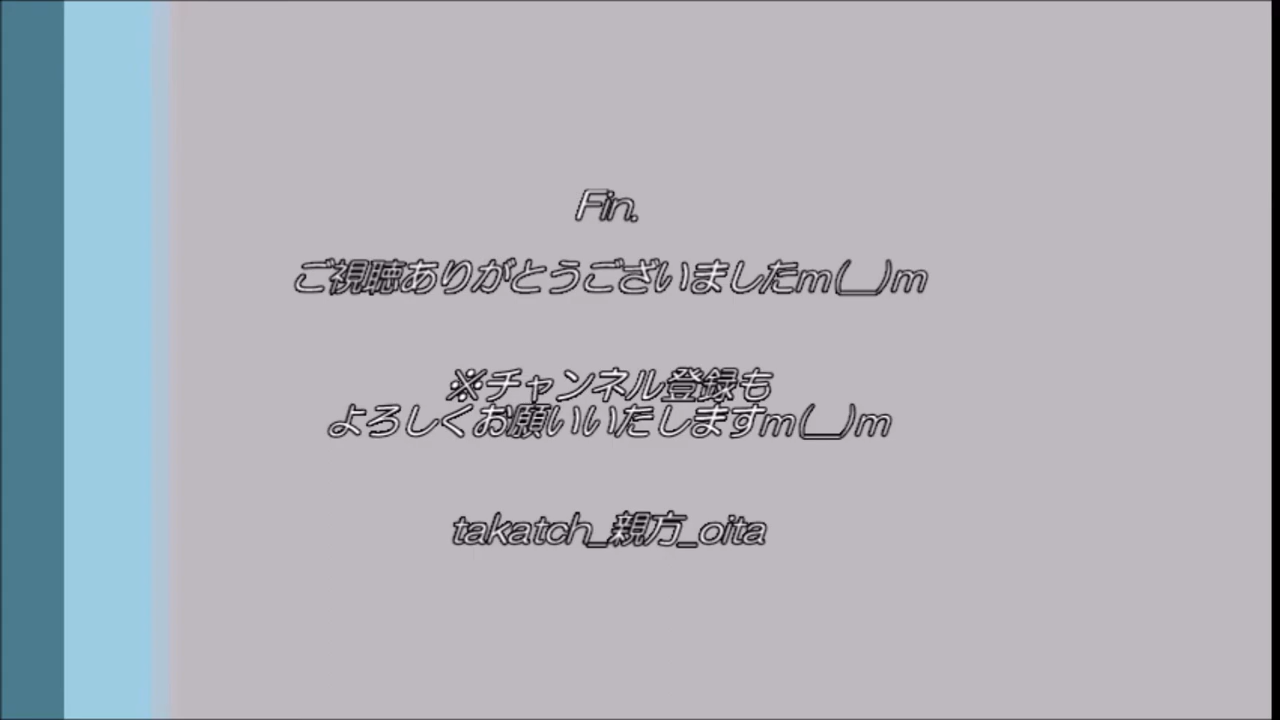 Fin.
ご視聴ありがとうございましたm(__)m
※チャンネル登録も
よろしくお願いいたしますm(__)m
takatch_親方_oita